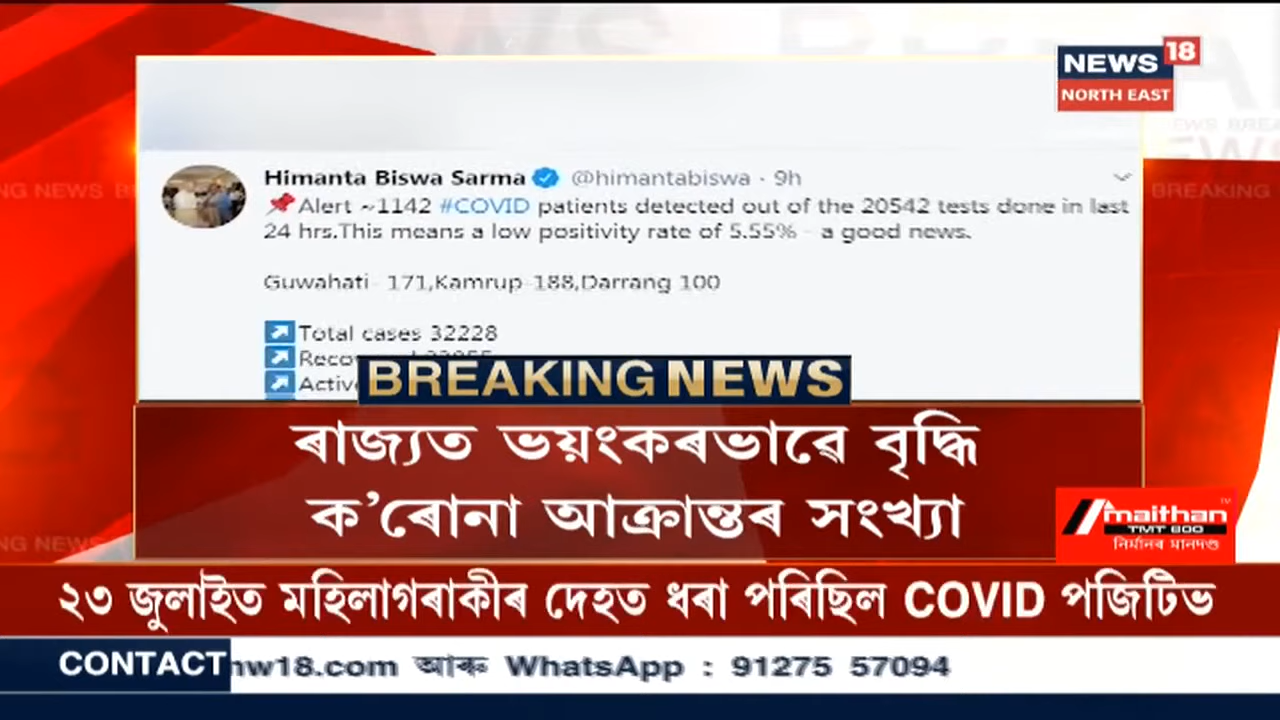 NEWS 18
NORTH EAST
Himanta Biswa Sarma @himantabiswa · 9h
📌Alert ~1142 #COVID patients detected out of the 20542 tests done in last
24 hrs.This means a low positivity rate of 5.55% - a good news.
Guwahati- 171,Kamrup-188,Darrang 100
Total cases 32228
BREAKING NEWS
ৰাজ্যত ভয়ংকৰভাৱে বৃদ্ধি
ক'ৰোনা আক্ৰান্তৰ সংখ্যা
maithan
TMT 600
নিৰ্মানৰ মানদণ্ড
২৩ জুলাইত মহিলাগৰাকীৰ দেহত ধৰা পৰিছিল COVID পজিটিভ
CONTACT nw18.com আৰু WhatsApp : 91275 57094